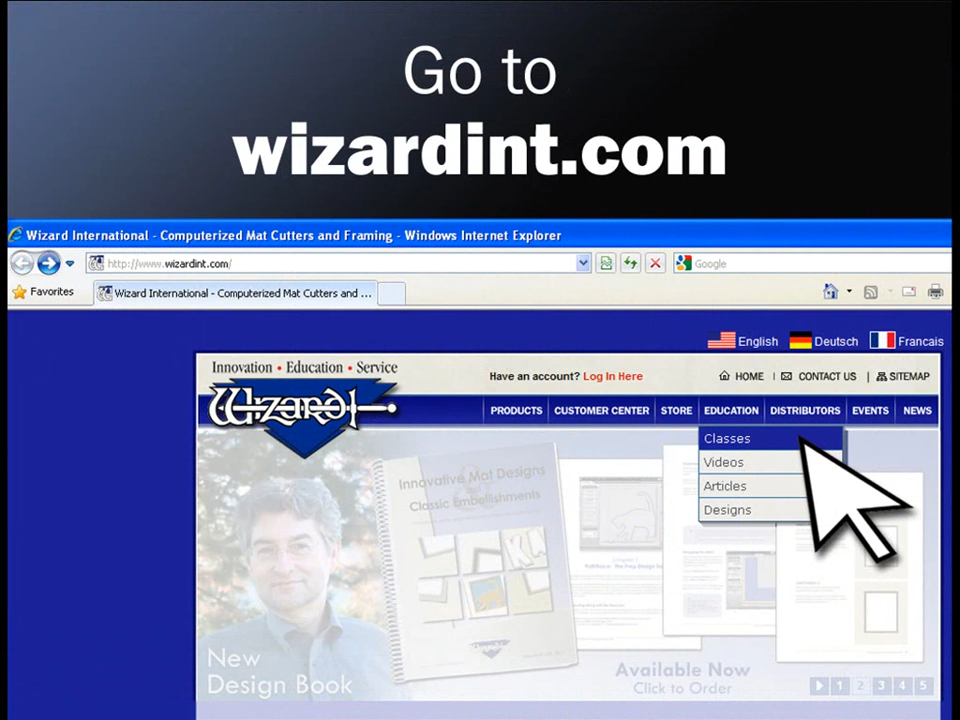 Go to
wizardint.com
Wizard International - Computerized Mat Cutters and Framing - Windows Internet Explorer
http://www.wizardint.com/
Google
Favorites
Wizard International - Computerized Mat Cutters and ...
English Deutsch Francais
Innovation • Education • Service
Have an account? Log In Here
HOME | CONTACT US | SITEMAP
Wizard
PRODUCTS CUSTOMER CENTER STORE EDUCATION DISTRIBUTORS EVENTS NEWS
Classes
Videos
Articles
Designs
Innovative Mat Designs
Classic Embellishments
New
Design Book
Available Now
Click to Order
1 2 3 4 5